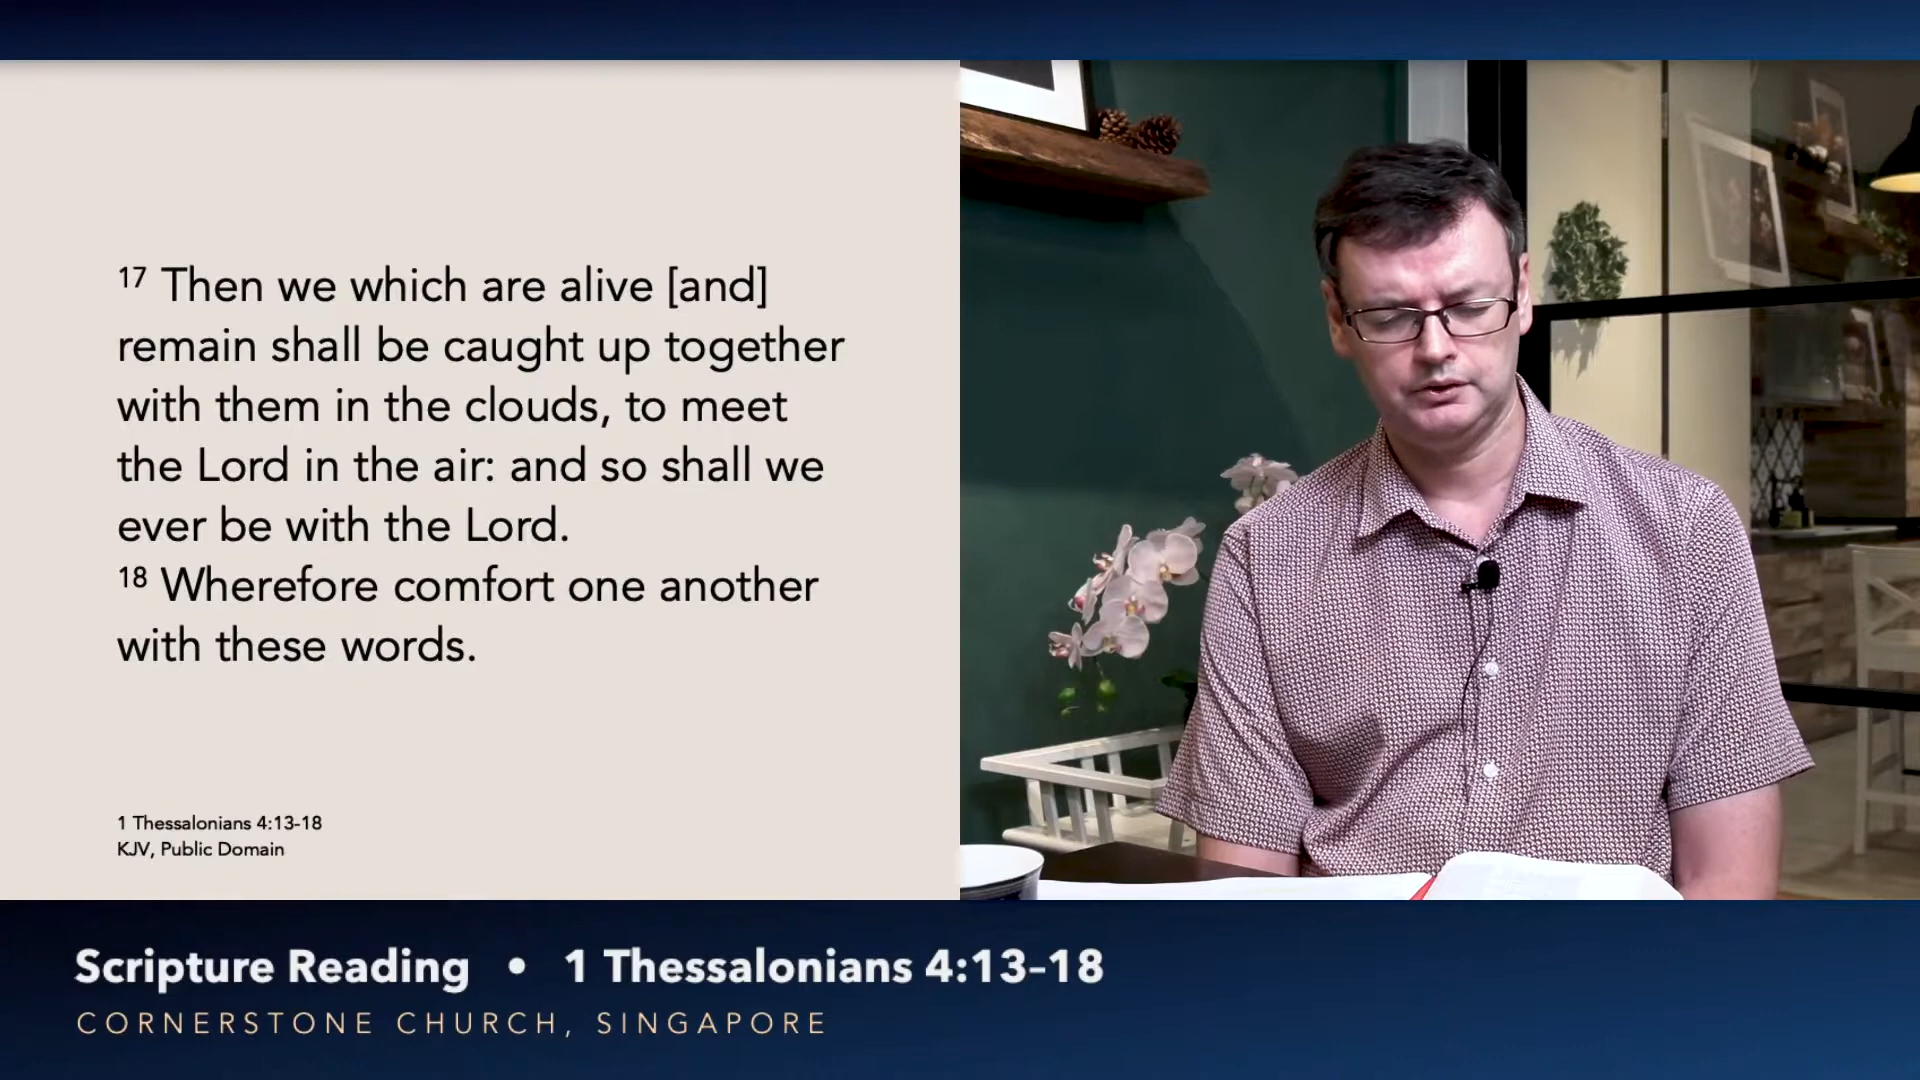 17 Then we which are alive [and]
remain shall be caught up together
with them in the clouds, to meet
the Lord in the air: and so shall we
ever be with the Lord.
18 Wherefore comfort one another
with these words.
1 Thessalonians 4:13-18
KJV, Public Domain
Scripture Reading • 1 Thessalonians 4:13–18
CORNERSTONE CHURCH, SINGAPORE